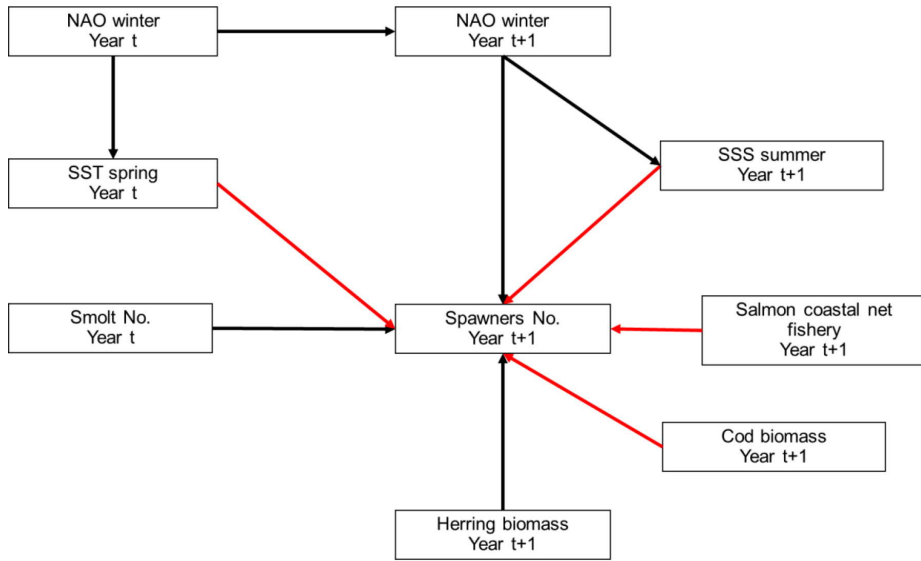 NAO winter
Year t
NAO winter
Year t+1
SST spring
Year t
SSS summer
Year t+1
Smolt No.
Year t
Spawners No.
Year t+1
Salmon coastal net
fishery
Year t+1
Cod biomass
Year t+1
Herring biomass
Year t+1